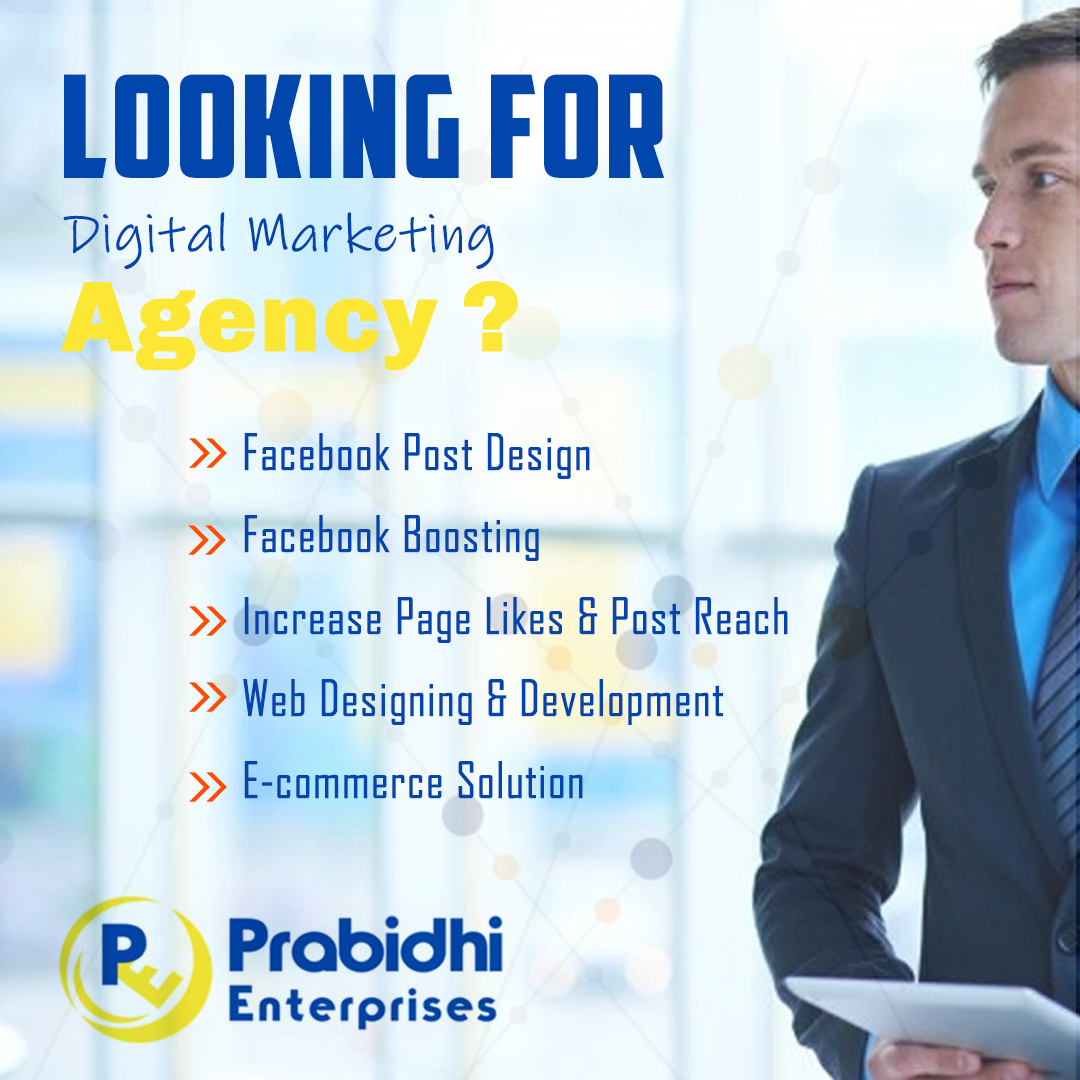 LOOKING FOR
Digital Marketing
Agency ?
Facebook Post Design
Facebook Boosting
Increase Page Likes & Post Reach
Web Designing & Development
E-commerce Solution
PE
Prabidhi
Enterprises